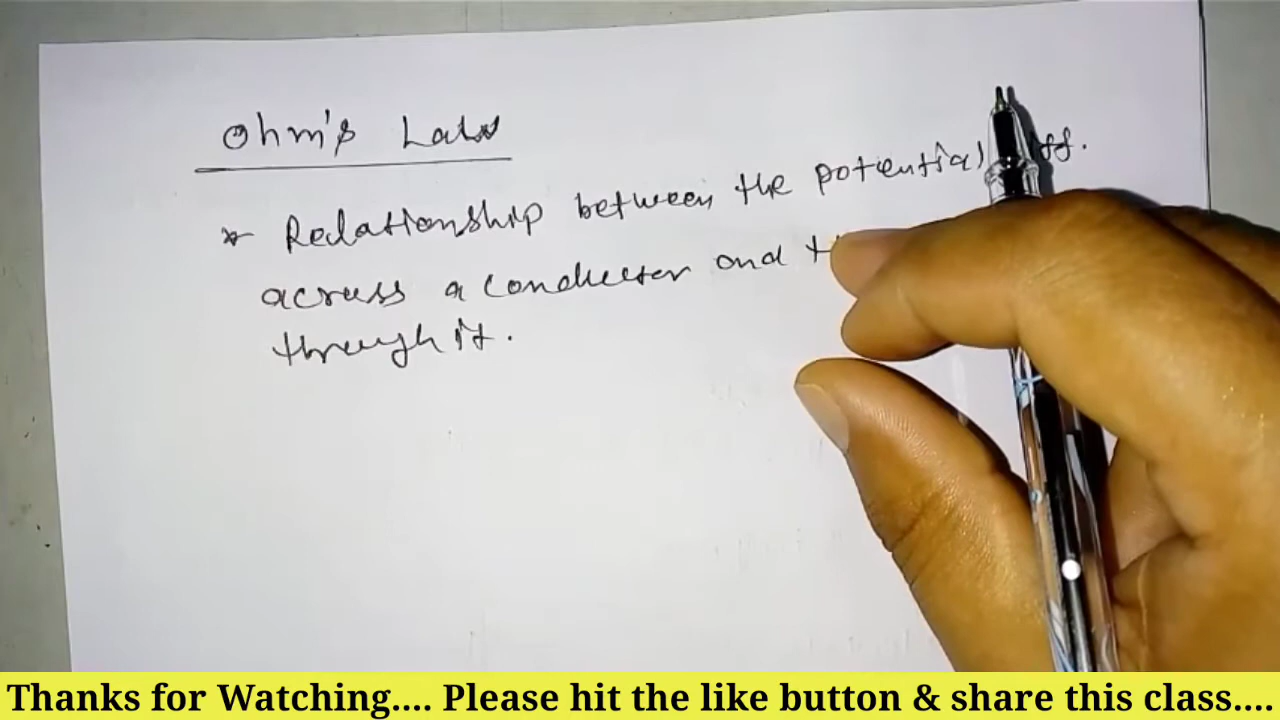 Ohm's Law
* Relationship between the potential
across a conductor and
through it.
Thanks for Watching.... Please hit the like button & share this class....